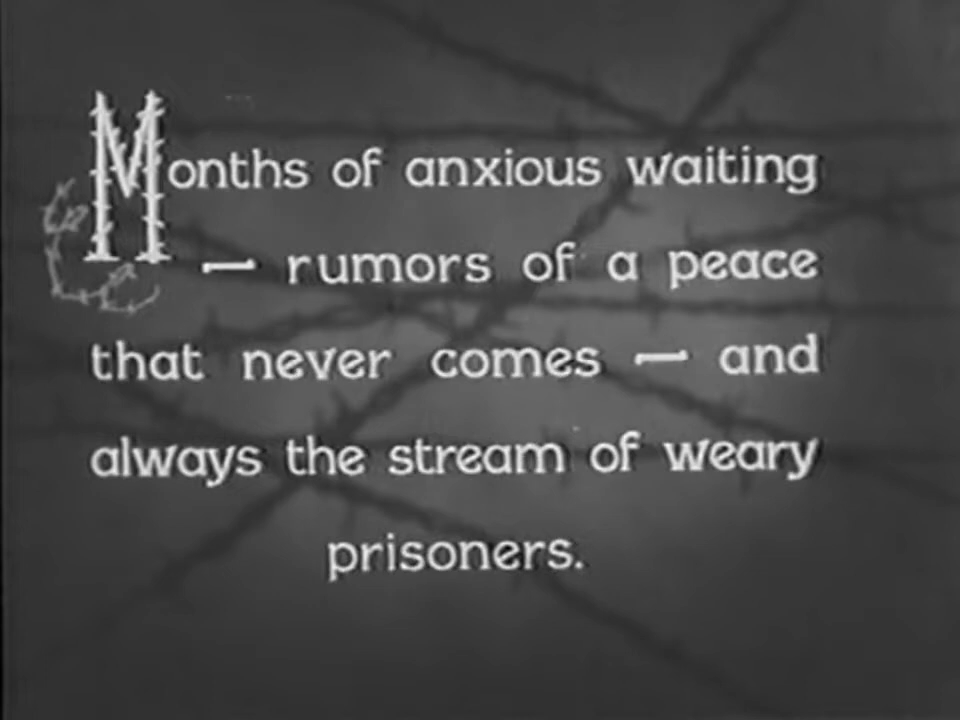 Months of anxious waiting
— rumors of a peace
that never comes — and
always the stream of weary
prisoners.